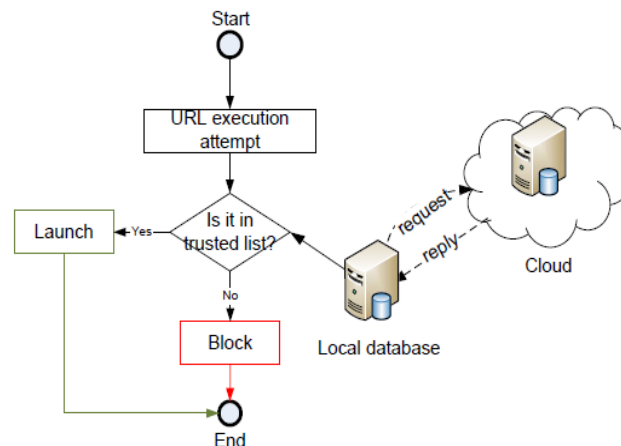 Start
URL execution
attempt
Is it in
trusted list?
Yes
Launch
No
Block
End
request
reply
Local database
Cloud